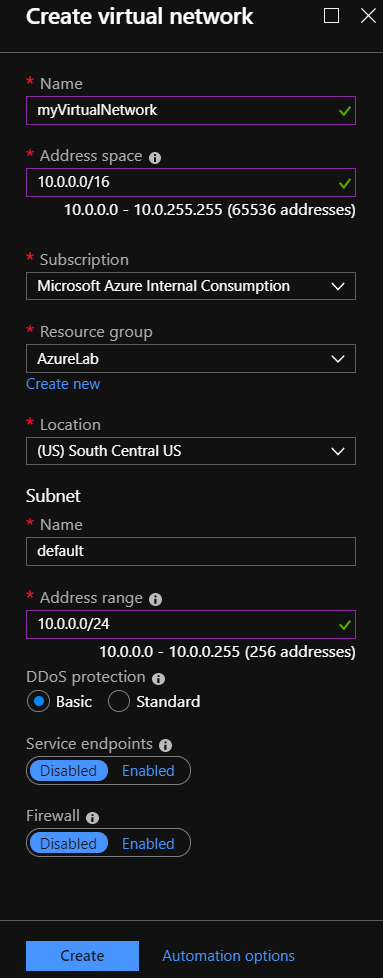 Create virtual network
* Name
myVirtualNetwork
* Address space
10.0.0.0/16
10.0.0.0 - 10.0.255.255 (65536 addresses)
* Subscription
Microsoft Azure Internal Consumption
* Resource group
AzureLab
Create new
* Location
(US) South Central US
Subnet
* Name
default
* Address range
10.0.0.0/24
10.0.0.0 - 10.0.0.255 (256 addresses)
DDoS protection
Basic Standard
Service endpoints
Disabled Enabled
Firewall
Disabled Enabled
Create Automation options